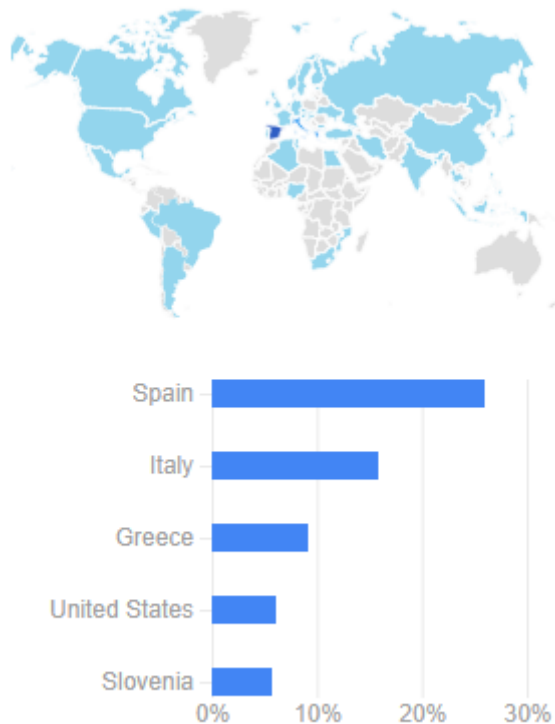 Spain
Italy
Greece
United States
Slovenia
0% 10% 20% 30%